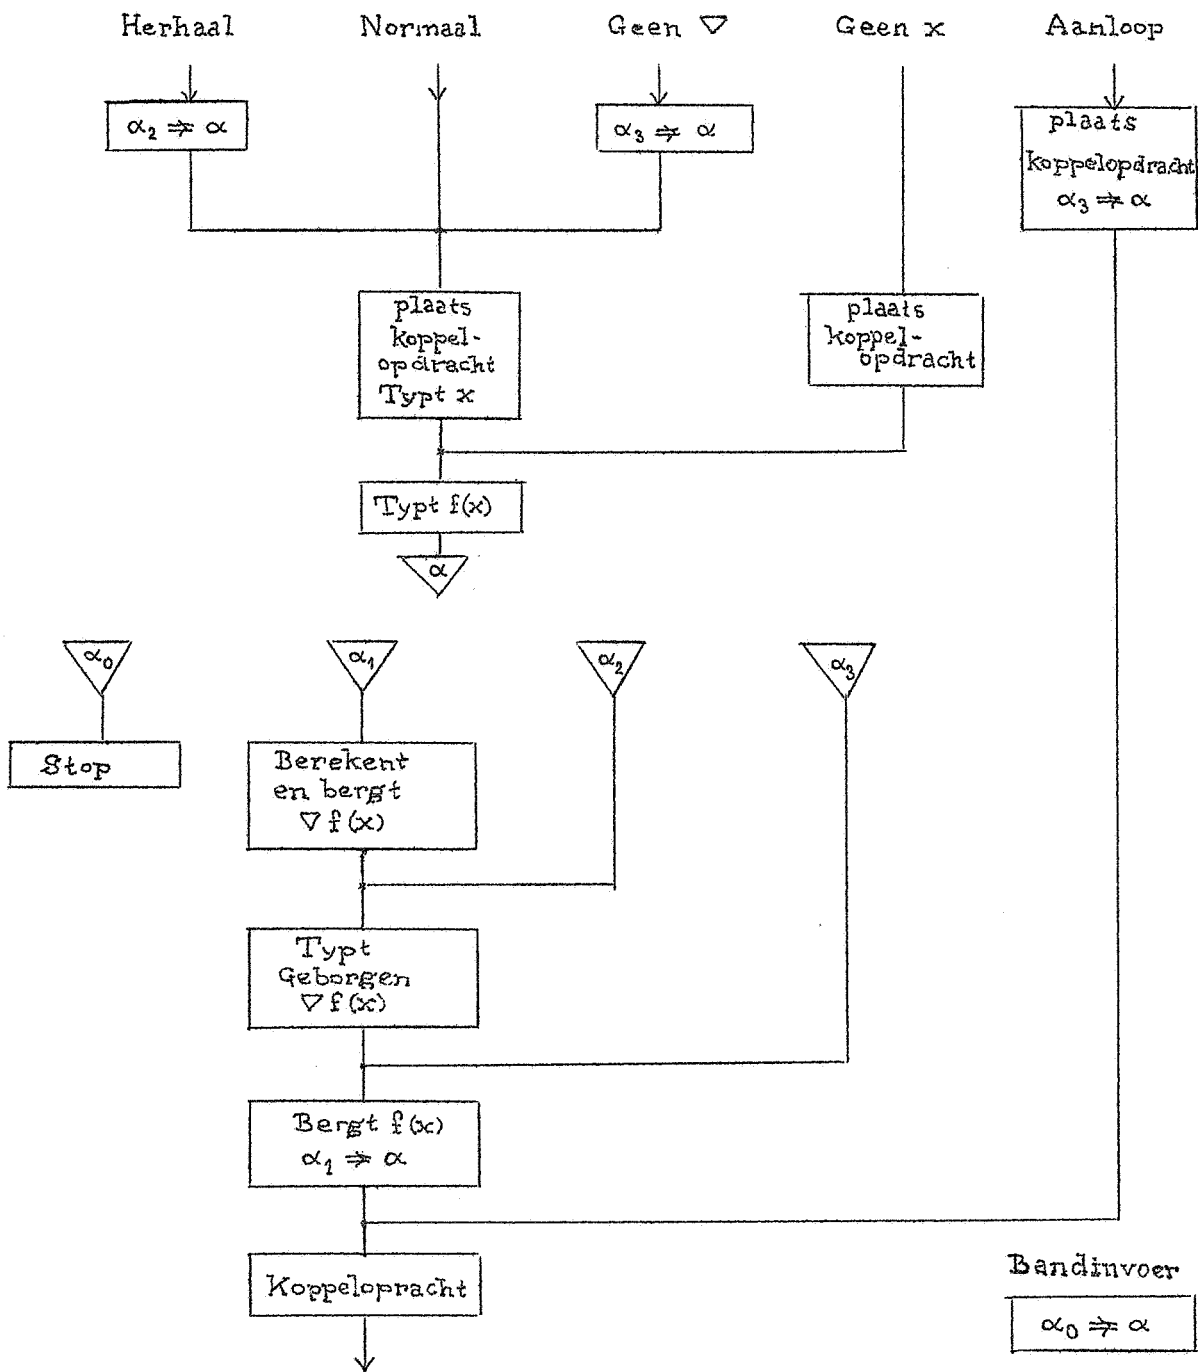 Herhaal
Normaal
Geen ▽
Geen x
Aanloop
α₂ ⇒ α
α₃ ⇒ α
plaats
koppelopdracht
α₃ ⇒ α
plaats
koppel-
opdracht
Typt x
plaats
koppel-
opdracht
Typt f(x)
α
α₀
α₁
α₂
α₃
Stop
Berekent
en bergt
▽ f(x)
Typt
Geborgen
▽ f(x)
Bergt f(x)
α₁ ⇒ α
Koppelopracht
Bandinvoer
α₀ ⇒ α